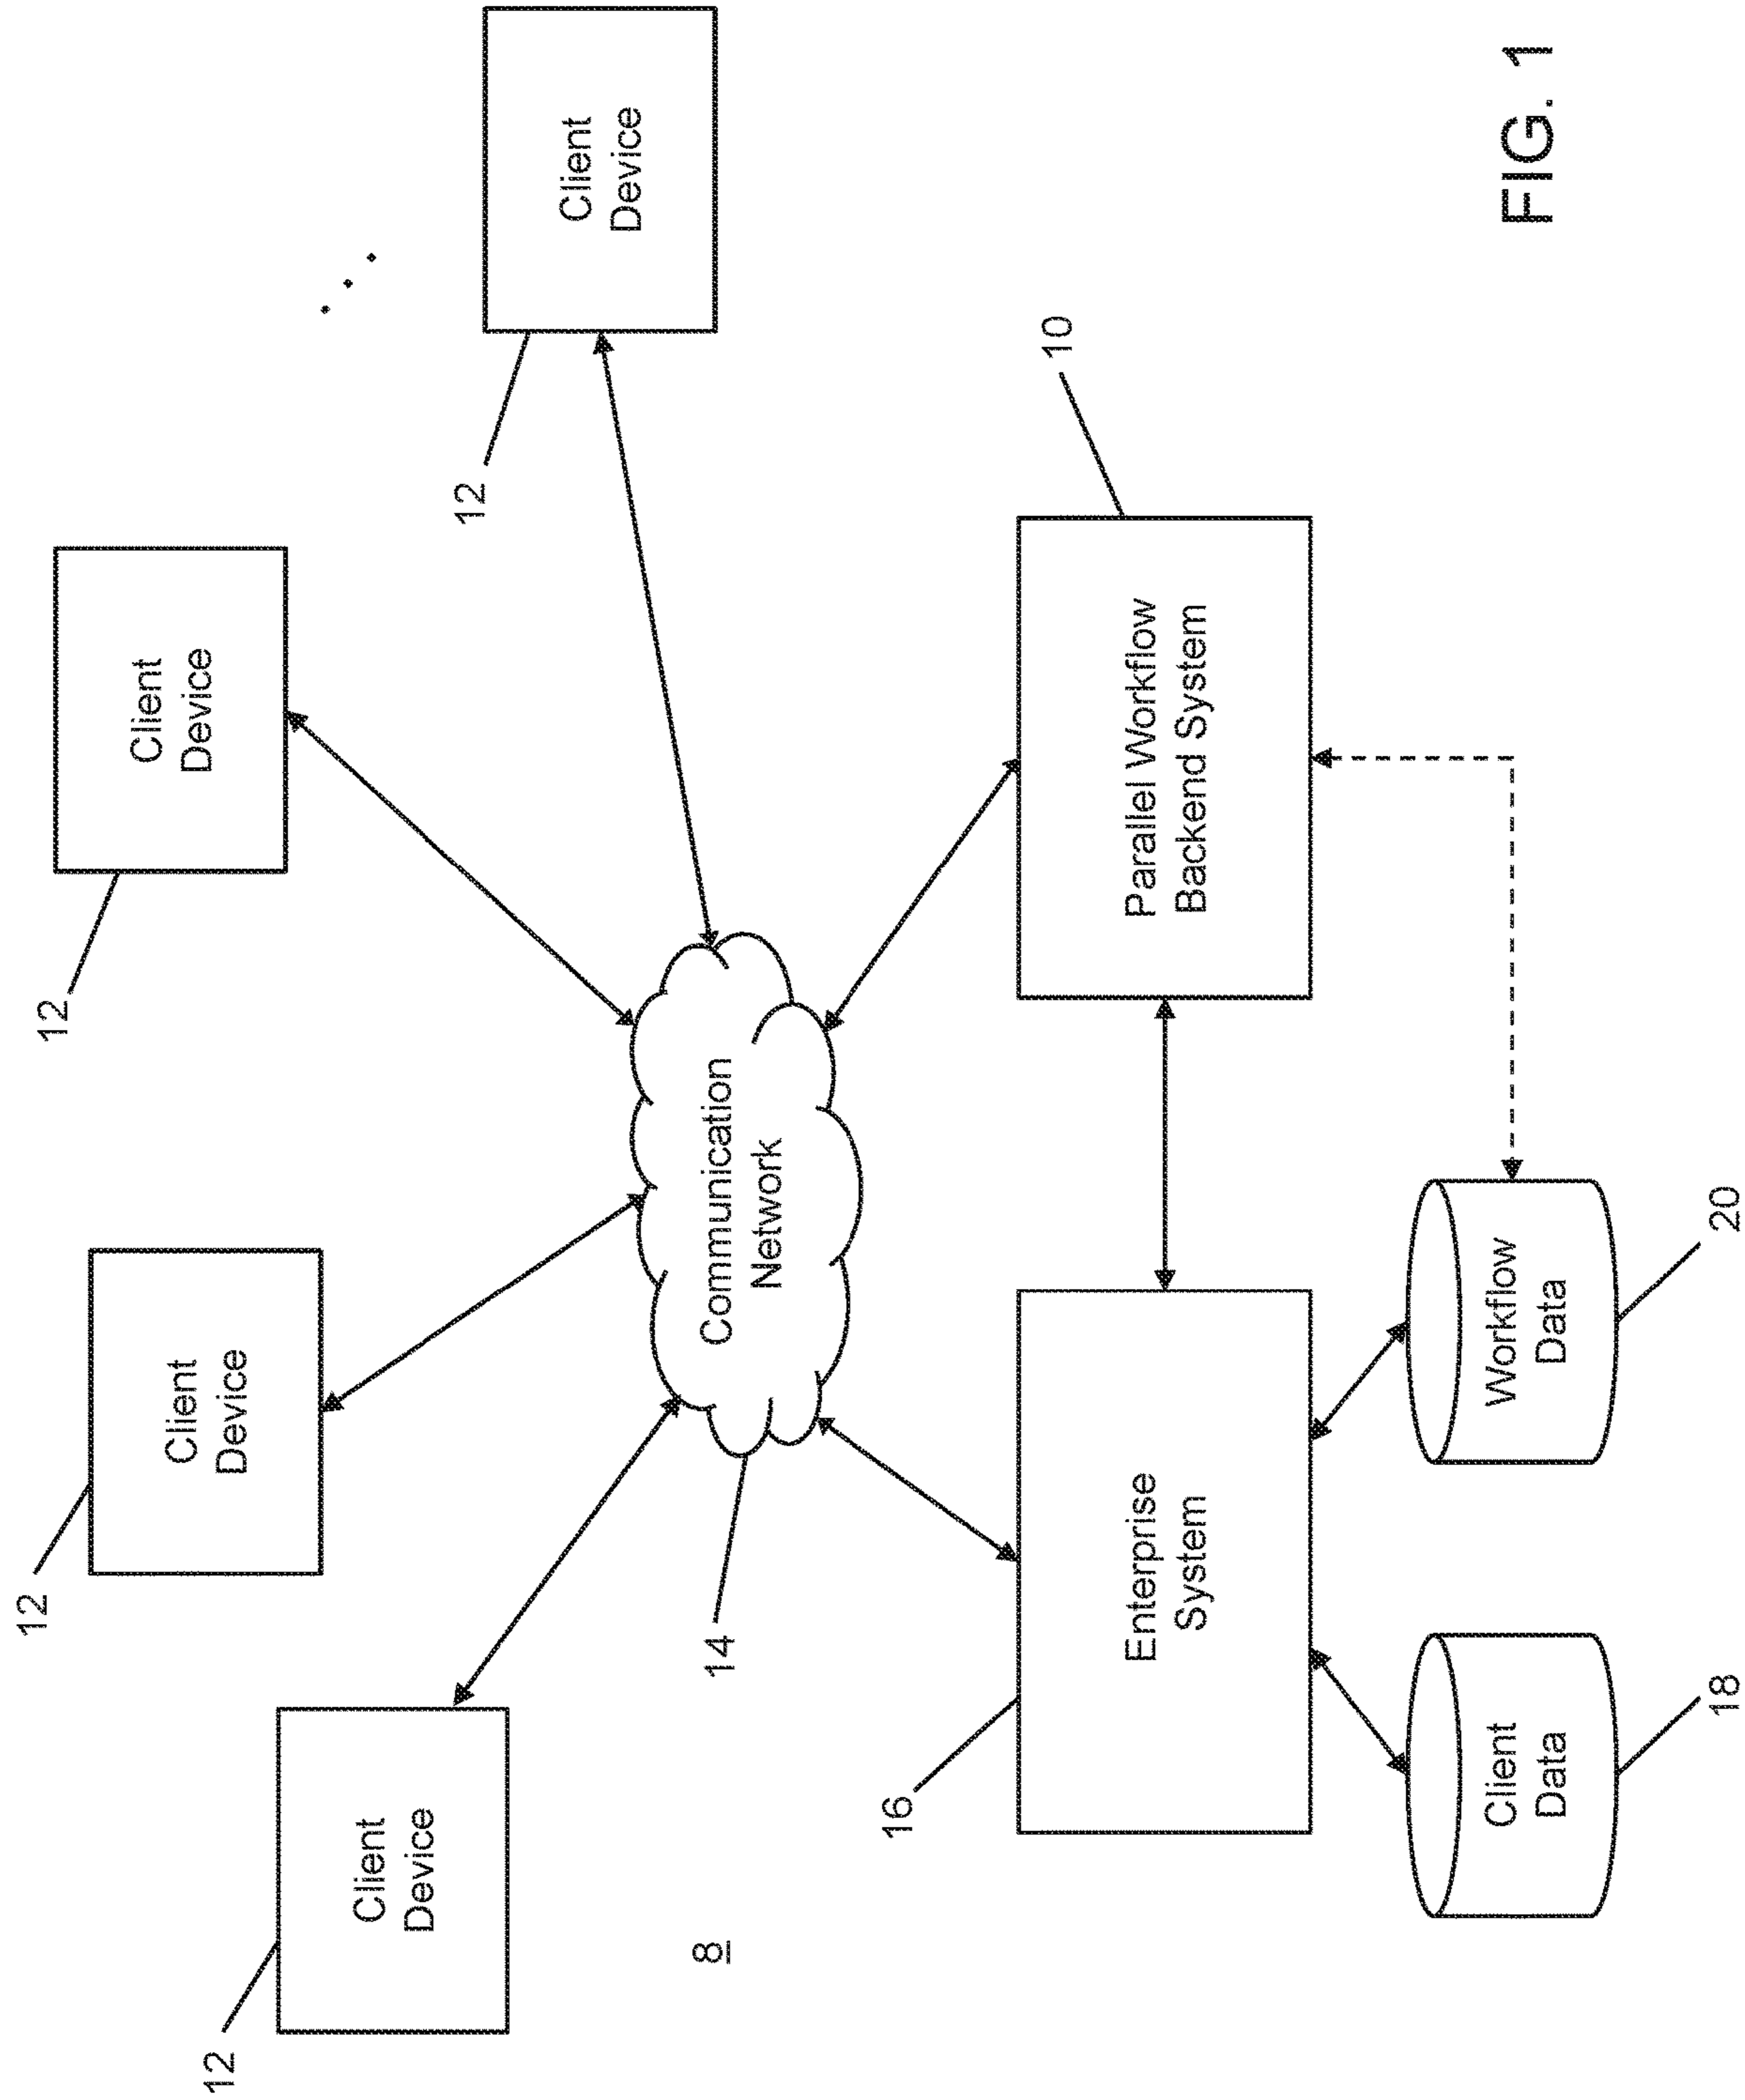 12
Client
Device
12
Client
Device
12
Client
Device
12
Client
Device
8
14
Communication
Network
16
Enterprise
System
10
Parallel Workflow
Backend System
Client
Data
18
Workflow
Data
20
FIG. 1